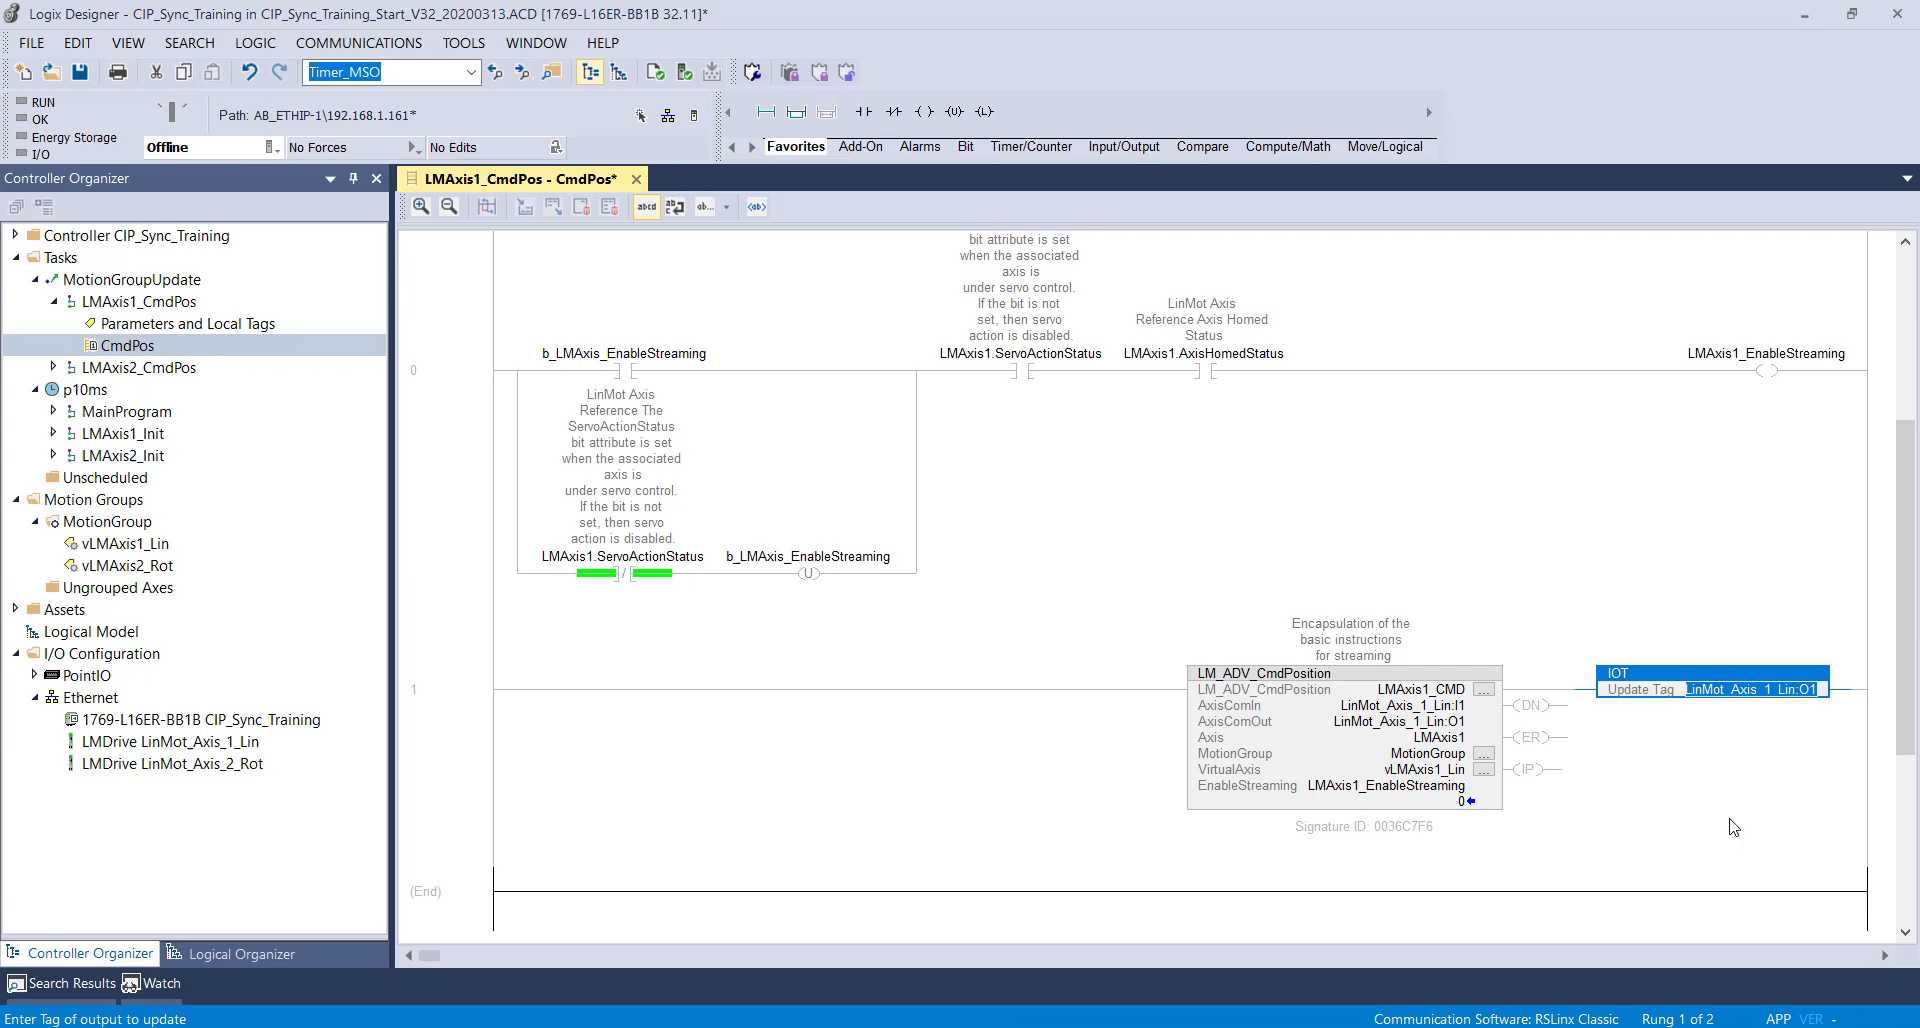 Logix Designer - CIP_Sync_Training in CIP_Sync_Training_Start_V32_20200313.ACD [1769-L16ER-BB1B 32.11]*
FILE EDIT VIEW SEARCH LOGIC COMMUNICATIONS TOOLS WINDOW HELP
Timer_MSO
RUN
OK
Energy Storage
I/O
Path: AB_ETHIP-1\192.168.1.161*
Offline
No Forces
No Edits
Favorites Add-On Alarms Bit Timer/Counter Input/Output Compare Compute/Math Move/Logical
Controller Organizer
Controller CIP_Sync_Training
Tasks
MotionGroupUpdate
LMAxis1_CmdPos
Parameters and Local Tags
CmdPos
LMAxis2_CmdPos
p10ms
MainProgram
LMAxis1_Init
LMAxis2_Init
Unscheduled
Motion Groups
MotionGroup
vLMAxis1_Lin
vLMAxis2_Rot
Ungrouped Axes
Assets
Logical Model
I/O Configuration
PointIO
Ethernet
1769-L16ER-BB1B CIP_Sync_Training
LMDrive LinMot_Axis_1_Lin
LMDrive LinMot_Axis_2_Rot
Controller Organizer
Logical Organizer
LMAxis1_CmdPos - CmdPos*
abcd
ab...
0
b_LMAxis_EnableStreaming
LinMot Axis
Reference The
ServoActionStatus
bit attribute is set
when the associated
axis is
under servo control.
If the bit is not
set, then servo
action is disabled.
LMAxis1.ServoActionStatus
/
b_LMAxis_EnableStreaming
U
bit attribute is set
when the associated
axis is
under servo control.
If the bit is not
set, then servo
action is disabled.
LMAxis1.ServoActionStatus
LinMot Axis
Reference Axis Homed
Status
LMAxis1.AxisHomedStatus
LMAxis1_EnableStreaming
1
Encapsulation of the
basic instructions
for streaming
LM_ADV_CmdPosition
LM_ADV_CmdPosition LMAxis1_CMD ...
AxisComIn LinMot_Axis_1_Lin:I1
AxisComOut LinMot_Axis_1_Lin:O1
Axis LMAxis1
MotionGroup MotionGroup ...
VirtualAxis vLMAxis1_Lin ...
EnableStreaming LMAxis1_EnableStreaming
0
Signature ID: 0036C7F6
DN
ER
IP
IOT
Update Tag LinMot_Axis_1_Lin:O1
(End)
Search Results Watch
Enter Tag of output to update
Communication Software: RSLinx Classic
Rung 1 of 2
APP VER -